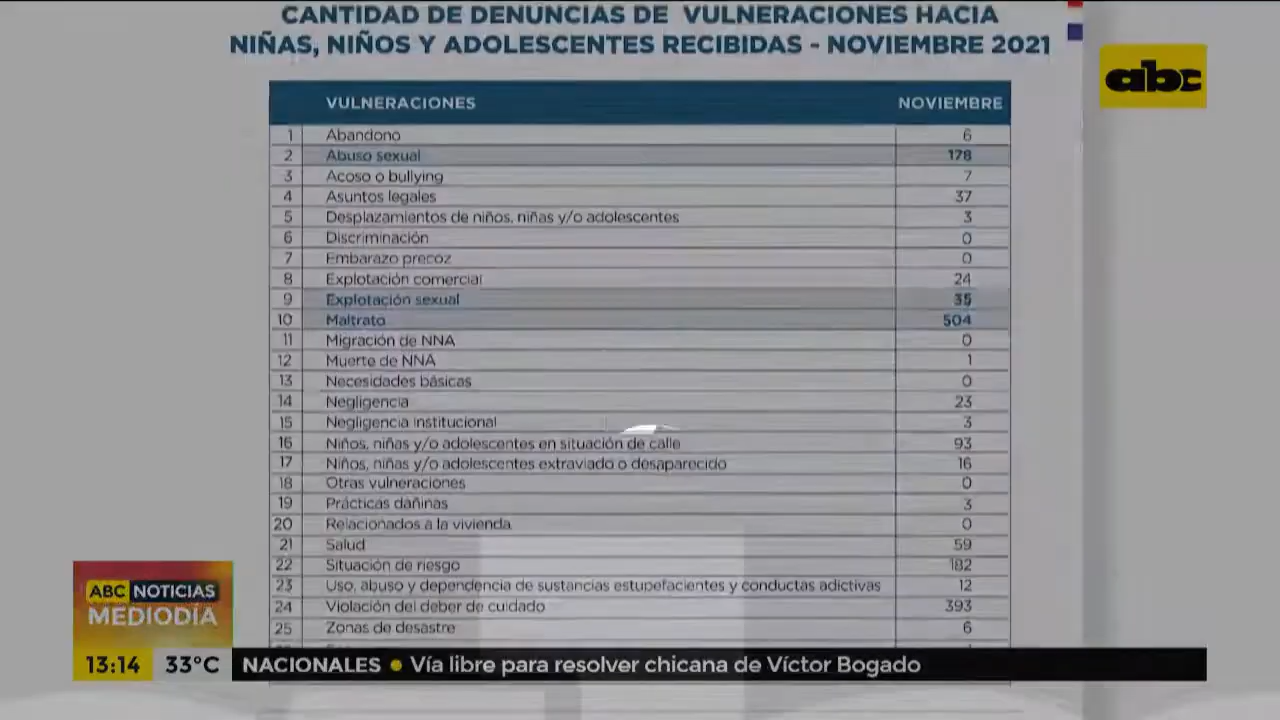 CANTIDAD DE DENUNCIAS DE VULNERACIONES HACIA
NIÑAS, NIÑOS Y ADOLESCENTES RECIBIDAS - NOVIEMBRE 2021
abc
VULNERACIONES NOVIEMBRE
1 Abandono 6
2 Abuso sexual 178
3 Acoso o bullying 7
4 Asuntos legales 37
5 Desplazamientos de niños, niñas y/o adolescentes 3
6 Discriminación 0
7 Embarazo precoz 0
8 Explotación comercial 24
9 Explotación sexual 35
10 Maltrato 504
11 Migración de NNA 0
12 Muerte de NNA 1
13 Necesidades básicas 0
14 Negligencia 23
15 Negligencia institucional 3
16 Niños, niñas y/o adolescentes en situación de calle 93
17 Niños, niñas y/o adolescentes extraviado o desaparecido 16
18 Otras vulneraciones 0
19 Prácticas dañinas 3
20 Relacionados a la vivienda 0
21 Salud 59
22 Situación de riesgo 182
23 Uso, abuso y dependencia de sustancias estupefacientes y conductas adictivas 12
24 Violación del deber de cuidado 393
25 Zonas de desastre 6
ABC NOTICIAS
MEDIODÍA
13:14 33°C NACIONALES Vía libre para resolver chicana de Víctor Bogado